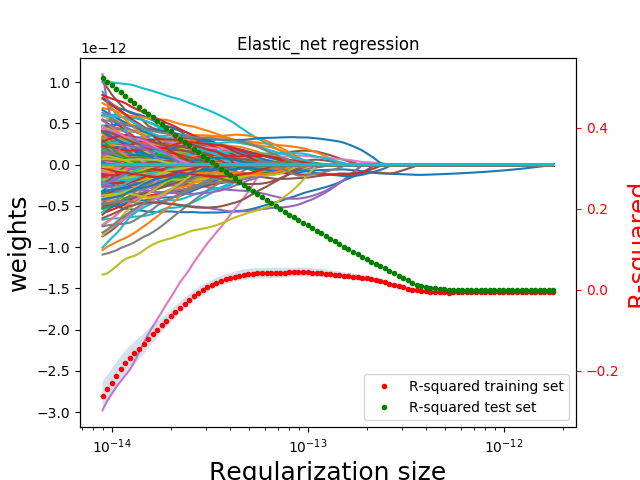 Elastic_net regression
1e−12
1.0
0.5
0.0
−0.5
−1.0
−1.5
−2.0
−2.5
−3.0
weights
0.4
0.2
0.0
−0.2
R-squared
R-squared training set
R-squared test set
10⁻¹⁴ 10⁻¹³ 10⁻¹²
Regularization size